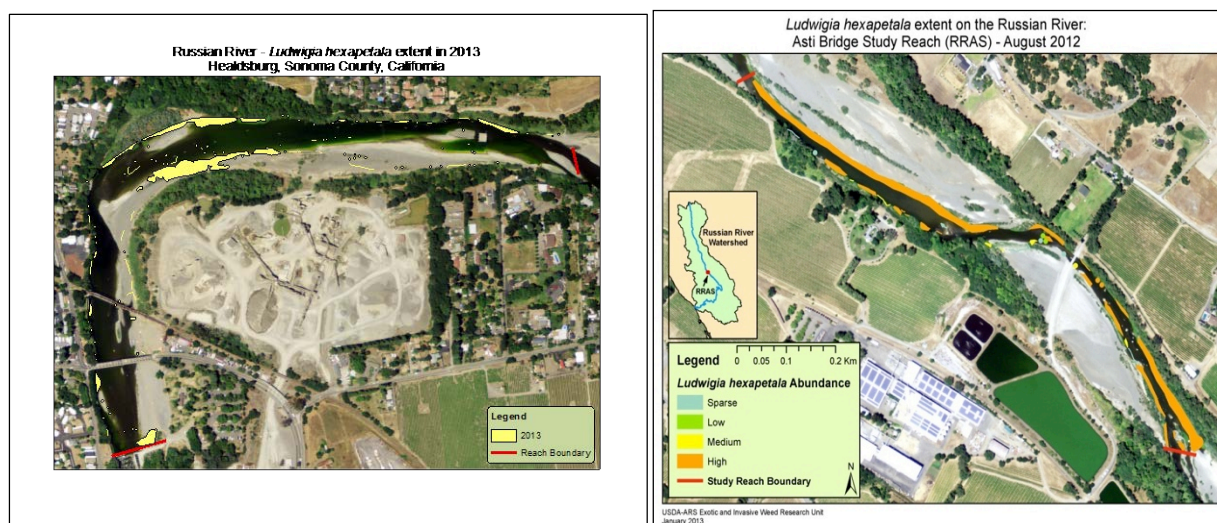 Russian River - Ludwigia hexapetala extent in 2013
Healdsburg, Sonoma County, California
Legend
2013
Reach Boundary
Ludwigia hexapetala extent on the Russian River:
Asti Bridge Study Reach (RRAS) - August 2012
Russian River
Watershed
RRAS
Legend
0 0.05 0.1 0.2 Km
Ludwigia hexapetala Abundance
Sparse
Low
Medium
High
Study Reach Boundary
N
USDA-ARS Exotic and Invasive Weed Research Unit
January 2013